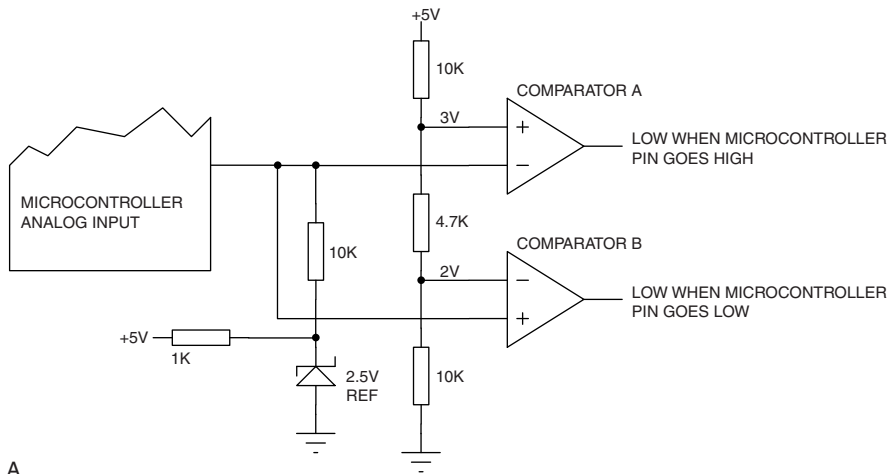 +5V
10K
COMPARATOR A
3V
+
−
LOW WHEN MICROCONTROLLER
PIN GOES HIGH
MICROCONTROLLER
ANALOG INPUT
4.7K
10K
COMPARATOR B
2V
−
+
LOW WHEN MICROCONTROLLER
PIN GOES LOW
+5V
1K
2.5V
REF
10K
A